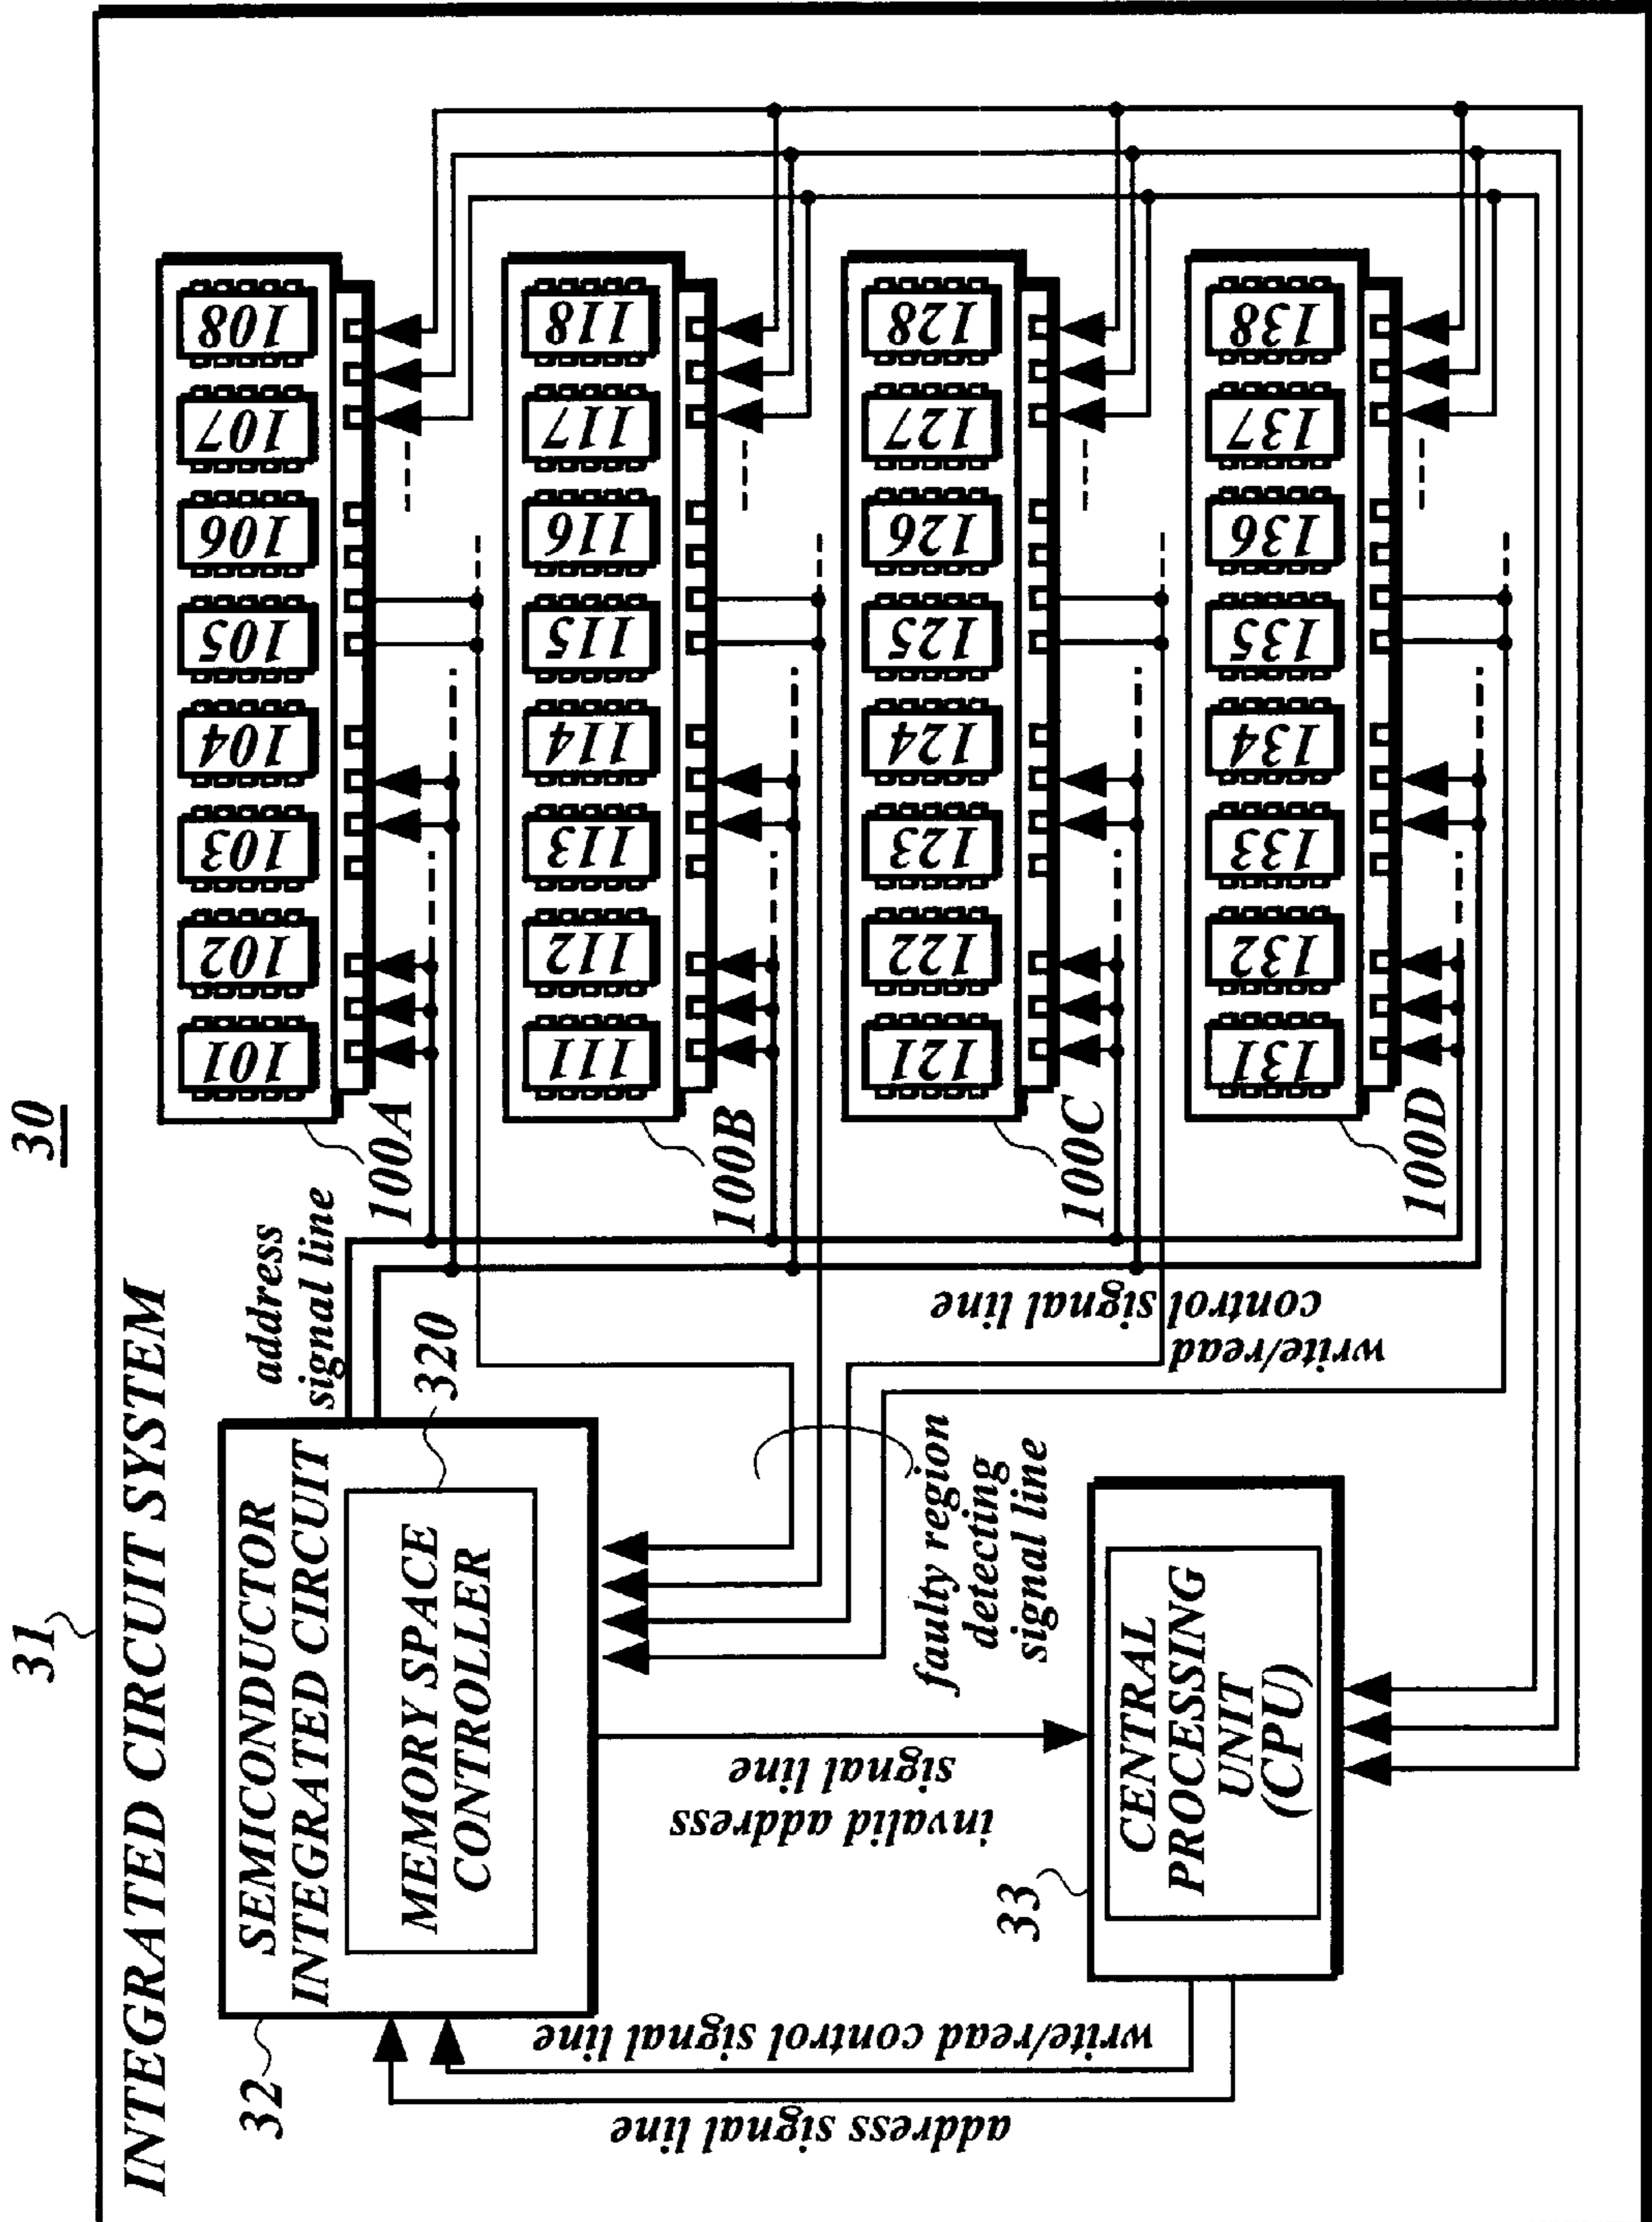 30
31
INTEGRATED CIRCUIT SYSTEM
32
SEMICONDUCTOR
INTEGRATED CIRCUIT
MEMORY SPACE
CONTROLLER
320
address
signal line
100A
101
102
103
104
105
106
107
108
100B
111
112
113
114
115
116
117
118
100C
121
122
123
124
125
126
127
128
100D
131
132
133
134
135
136
137
138
write/read
control signal line
faulty region
detecting
signal line
invalid address
signal line
write/read control signal line
address signal line
33
CENTRAL
PROCESSING
UNIT
(CPU)